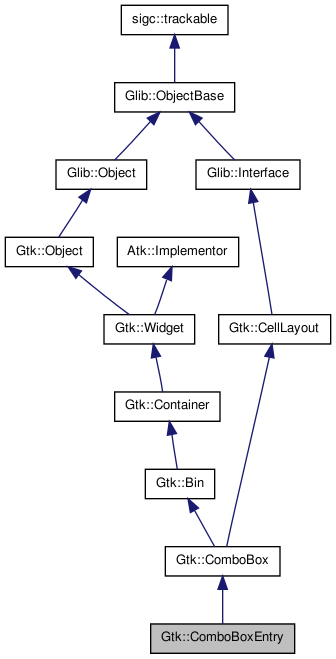 sigc::trackable
Glib::ObjectBase
Glib::Object
Glib::Interface
Gtk::Object
Atk::Implementor
Gtk::Widget
Gtk::CellLayout
Gtk::Container
Gtk::Bin
Gtk::ComboBox
Gtk::ComboBoxEntry